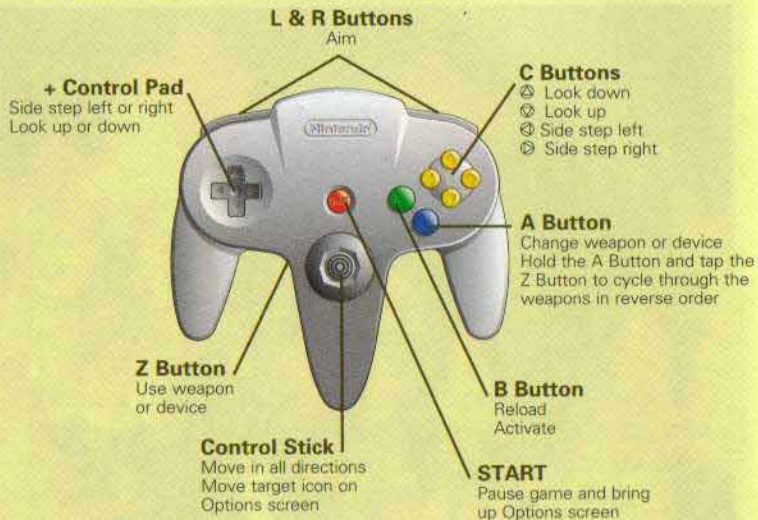 L & R Buttons
Aim
+ Control Pad
Side step left or right
Look up or down
Nintendo
C Buttons
Look down
Look up
Side step left
Side step right
A Button
Change weapon or device
Hold the A Button and tap the
Z Button to cycle through the
weapons in reverse order
Z Button
Use weapon
or device
B Button
Reload
Activate
Control Stick
Move in all directions
Move target icon on
Options screen
START
Pause game and bring
up Options screen